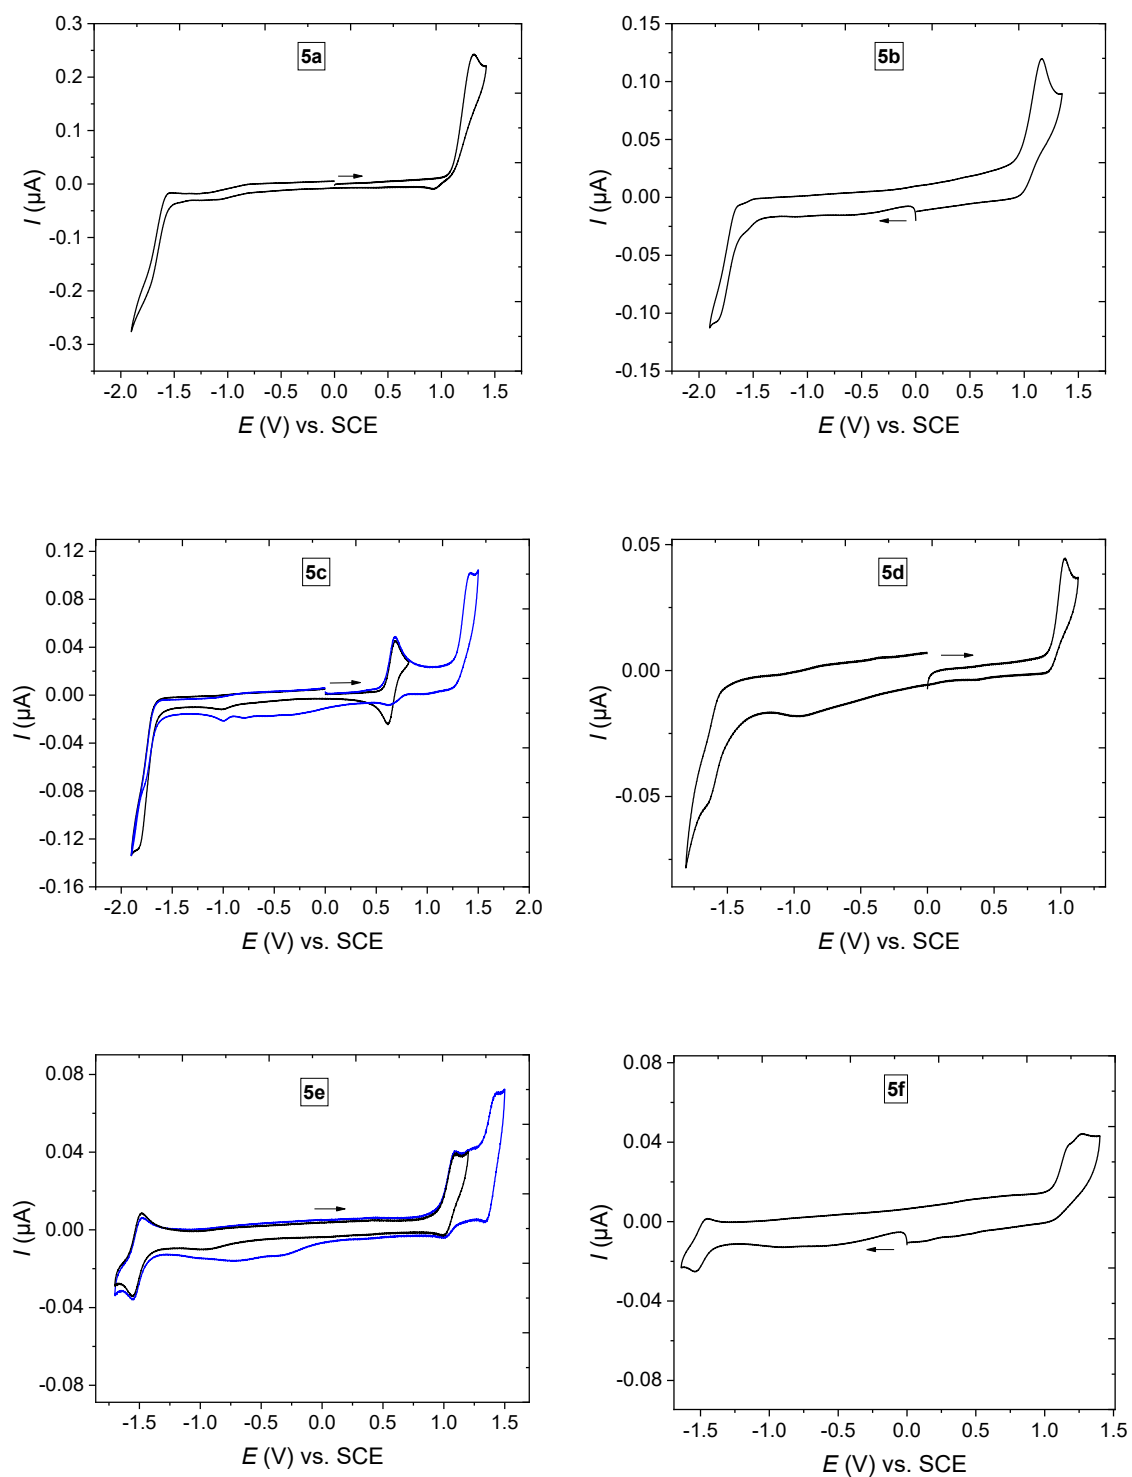 5a
I (µA)
0.3
0.2
0.1
0.0
-0.1
-0.2
-0.3
-2.0 -1.5 -1.0 -0.5 0.0 0.5 1.0 1.5
E (V) vs. SCE
5b
I (µA)
0.15
0.10
0.05
0.00
-0.05
-0.10
-0.15
-2.0 -1.5 -1.0 -0.5 0.0 0.5 1.0 1.5
E (V) vs. SCE
5c
I (µA)
0.12
0.08
0.04
0.00
-0.04
-0.08
-0.12
-0.16
-2.0 -1.5 -1.0 -0.5 0.0 0.5 1.0 1.5 2.0
E (V) vs. SCE
5d
I (µA)
0.05
0.00
-0.05
-1.5 -1.0 -0.5 0.0 0.5 1.0
E (V) vs. SCE
5e
I (µA)
0.08
0.04
0.00
-0.04
-0.08
-1.5 -1.0 -0.5 0.0 0.5 1.0 1.5
E (V) vs. SCE
5f
I (µA)
0.08
0.04
0.00
-0.04
-0.08
-1.5 -1.0 -0.5 0.0 0.5 1.0 1.5
E (V) vs. SCE